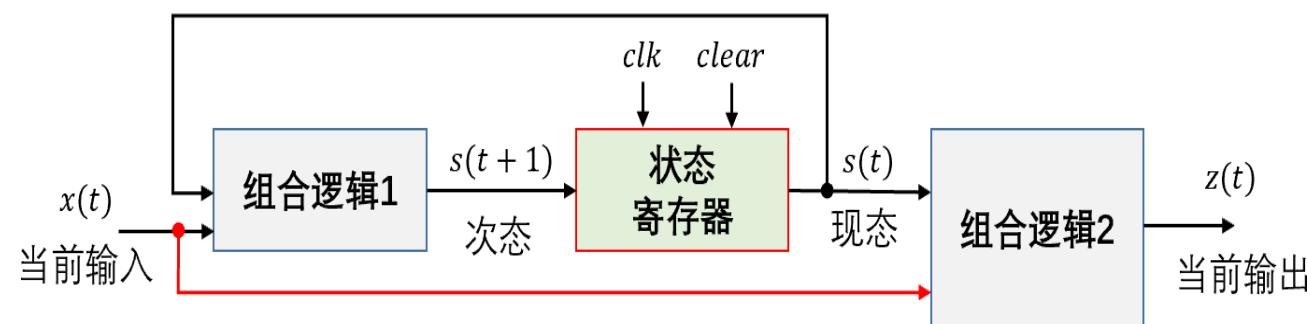 clk
clear
组合逻辑1
s(t + 1)
次态
状态
寄存器
s(t)
现态
x(t)
当前输入
组合逻辑2
z(t)
当前输出